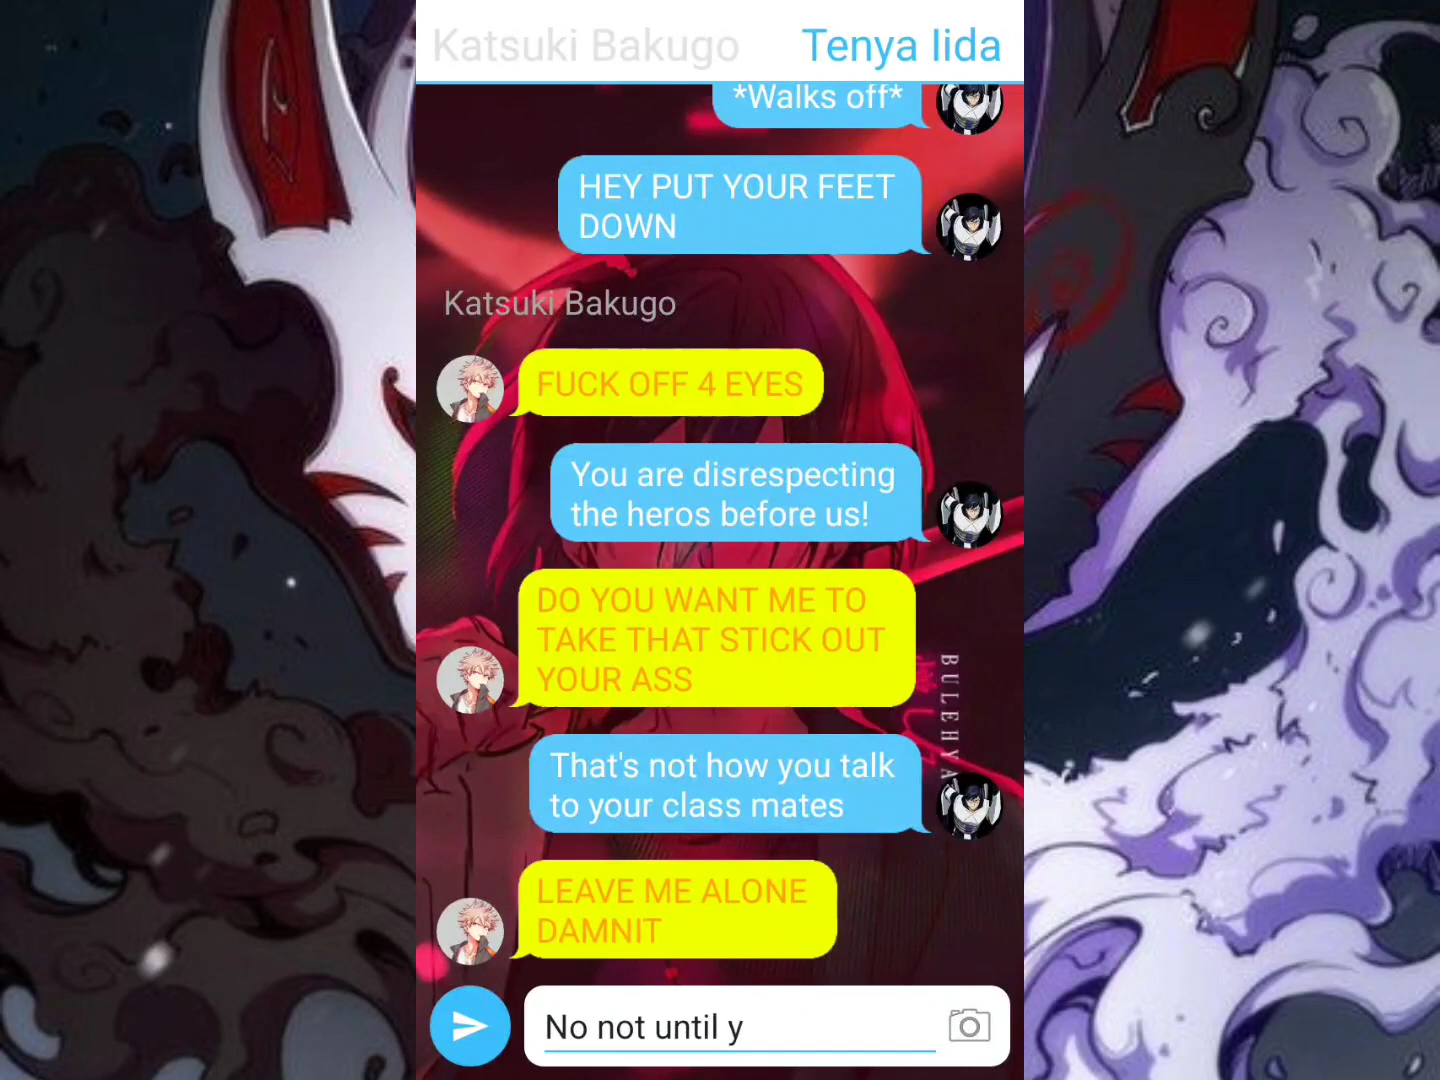 Katsuki Bakugo
Tenya Iida
*Walks off*
HEY PUT YOUR FEET
DOWN
Katsuki Bakugo
FUCK OFF 4 EYES
You are disrespecting
the heros before us!
DO YOU WANT ME TO
TAKE THAT STICK OUT
YOUR ASS
BULEHYA
That's not how you talk
to your class mates
LEAVE ME ALONE
DAMNIT
No not until y